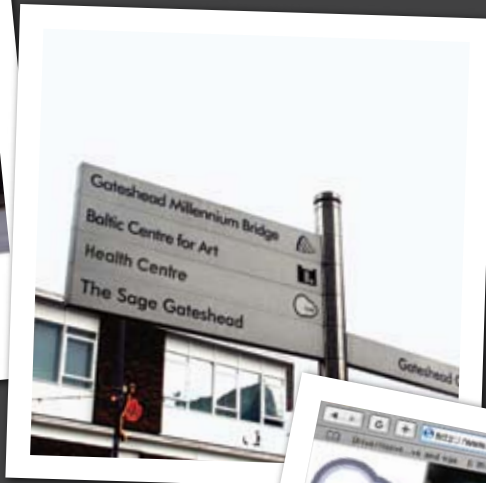 Gateshead Millennium Bridge
Baltic Centre for Art
Health Centre
The Sage Gateshead
Gateshead